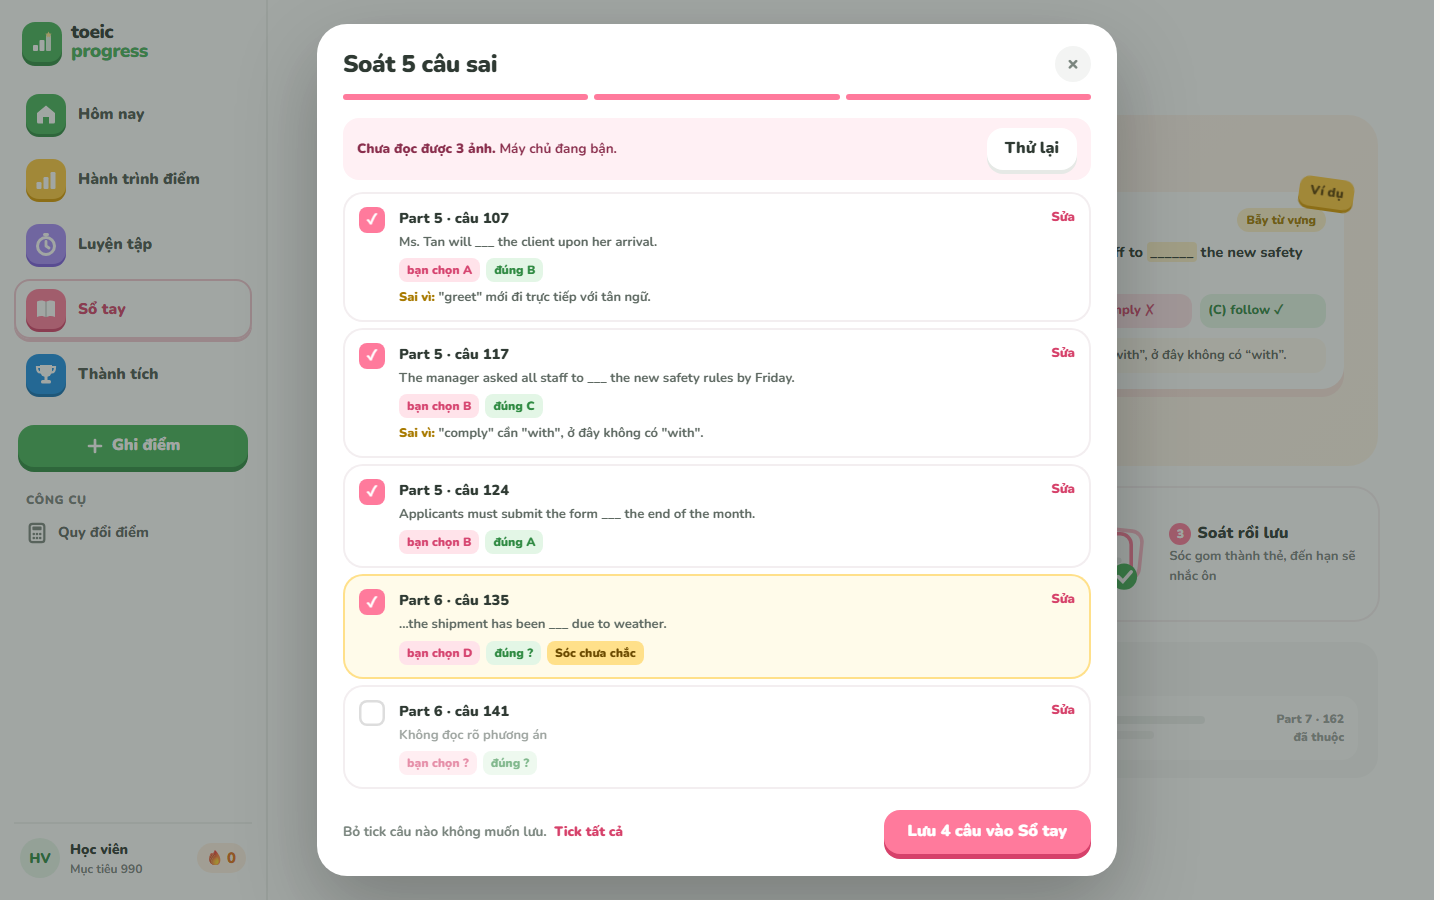 toeic
progress
Hôm nay
Hành trình điểm
Luyện tập
Sổ tay
Thành tích
+ Ghi điểm
CÔNG CỤ
Quy đổi điểm
HV
Học viên
Mục tiêu 990
0
Soát 5 câu sai
Chưa đọc được 3 ảnh. Máy chủ đang bận.
Thử lại
Part 5 · câu 107
Sửa
Ms. Tan will ___ the client upon her arrival.
bạn chọn A
đúng B
Sai vì: "greet" mới đi trực tiếp với tân ngữ.
Part 5 · câu 117
Sửa
The manager asked all staff to ___ the new safety rules by Friday.
bạn chọn B
đúng C
Sai vì: "comply" cần "with", ở đây không có "with".
Part 5 · câu 124
Sửa
Applicants must submit the form ___ the end of the month.
bạn chọn B
đúng A
Part 6 · câu 135
Sửa
...the shipment has been ___ due to weather.
bạn chọn D
đúng ?
Sóc chưa chắc
Part 6 · câu 141
Sửa
Không đọc rõ phương án
bạn chọn ?
đúng ?
Bỏ tick câu nào không muốn lưu. Tick tất cả
Lưu 4 câu vào Sổ tay
Ví dụ
Bẫy từ vựng
to ______ the new safety
(C) follow ✓
ở đây không có “with”.
3 Soát rồi lưu
Sóc gom thành thẻ, đến hạn sẽ
nhắc ôn
Part 7 · 162
đã thuộc